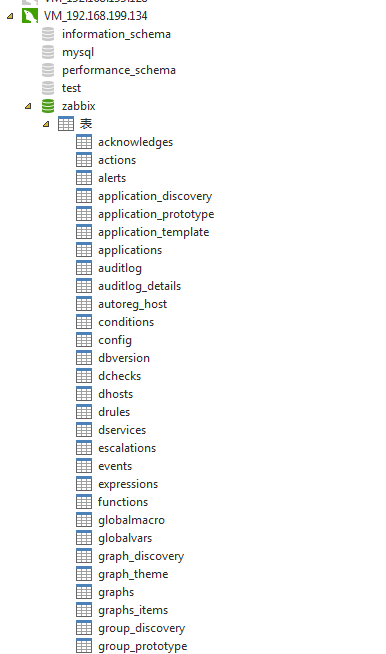 VM_192.168.199.134
information_schema
mysql
performance_schema
test
zabbix
表
acknowledges
actions
alerts
application_discovery
application_prototype
application_template
applications
auditlog
auditlog_details
autoreg_host
conditions
config
dbversion
dchecks
dhosts
drules
dservices
escalations
events
expressions
functions
globalmacro
globalvars
graph_discovery
graph_theme
graphs
graphs_items
group_discovery
group_prototype